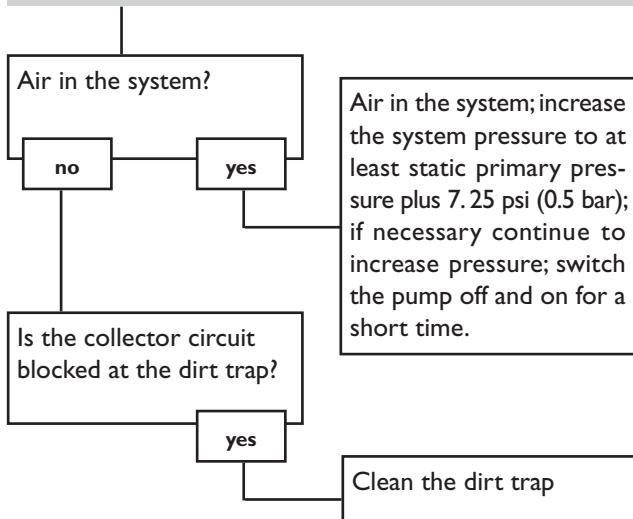 Air in the system?
no
yes
Air in the system; increase
the system pressure to at
least static primary pres-
sure plus 7. 25 psi (0.5 bar);
if necessary continue to
increase pressure; switch
the pump off and on for a
short time.
Is the collector circuit
blocked at the dirt trap?
yes
Clean the dirt trap